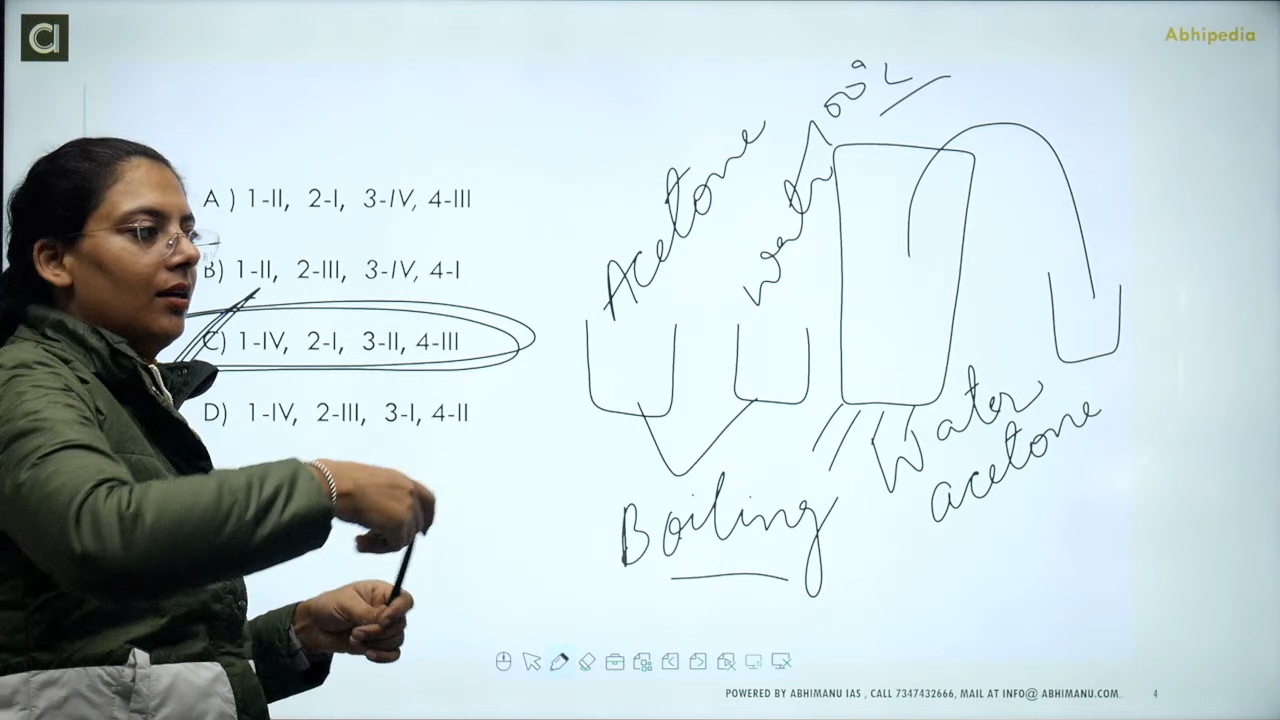 Abhipedia
A ) 1-II, 2-I, 3-IV, 4-III
B) 1-II, 2-III, 3-IV, 4-I
C) 1-IV, 2-I, 3-II, 4-III
D) 1-IV, 2-III, 3-I, 4-II
Acetone
Water
Boiling
Water
acetone
POWERED BY ABHIMANU IAS , CALL 7347432666, MAIL AT INFO@ ABHIMANU.COM..
4